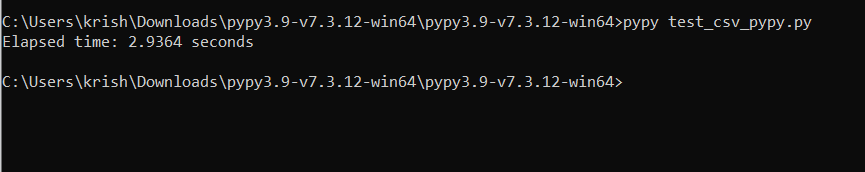 C:\Users\krish\Downloads\pypy3.9-v7.3.12-win64\pypy3.9-v7.3.12-win64>pypy test_csv_pypy.py
Elapsed time: 2.9364 seconds
C:\Users\krish\Downloads\pypy3.9-v7.3.12-win64\pypy3.9-v7.3.12-win64>